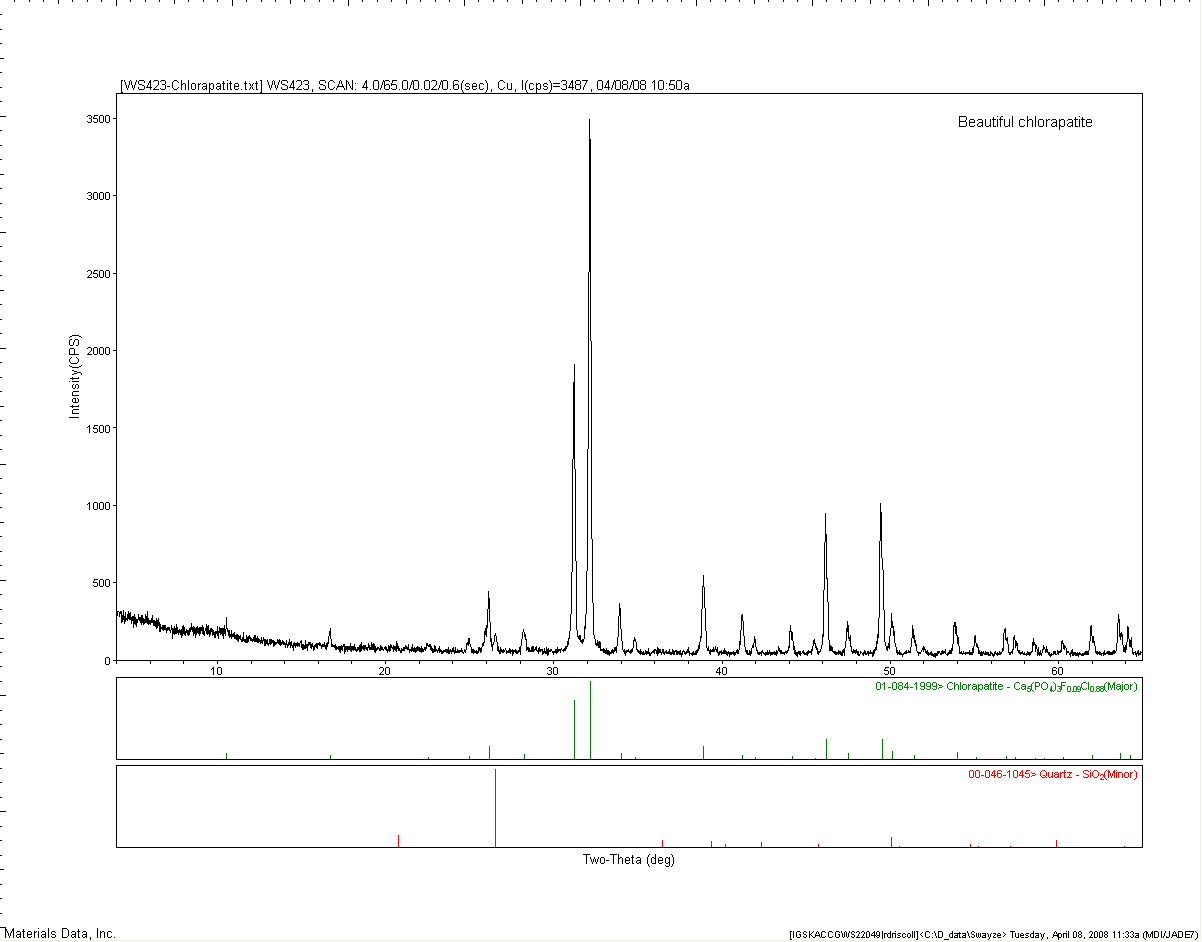 [WS423-Chlorapatite.txt] WS423, SCAN: 4.0/65.0/0.02/0.6(sec), Cu, I(cps)=3487, 04/08/08 10:50a
Beautiful chlorapatite
3500
3000
2500
2000
1500
1000
500
0
Intensity(CPS)
10 20 30 40 50 60
01-084-1999> Chlorapatite - Ca5(PO4)3F0.09Cl0.88(Major)
00-046-1045> Quartz - SiO2(Minor)
Two-Theta (deg)
Materials Data, Inc.
[IGSKACCGWS22049|rdriscoll]<C:\D_data\Swayze> Tuesday, April 08, 2008 11:33a (MDI/JADE7)